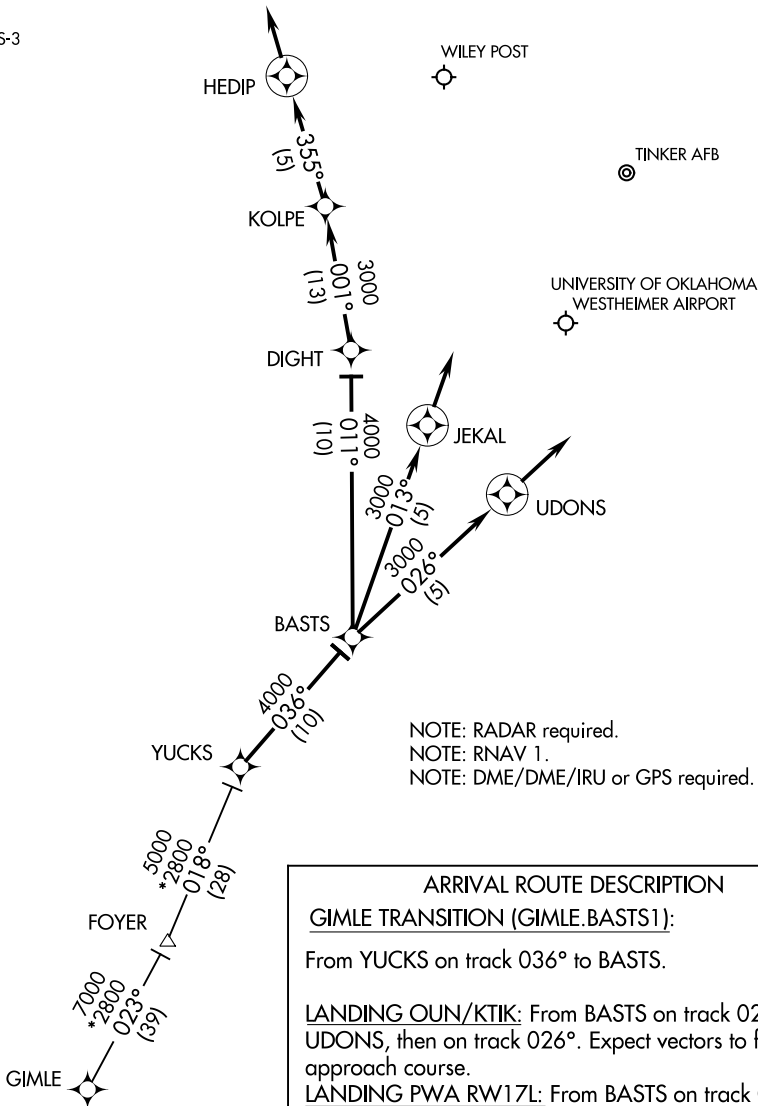 S-3
WILEY POST
HEDIP
TINKER AFB
355°
(5)
KOLPE
UNIVERSITY OF OKLAHOMA
WESTHEIMER AIRPORT
3000
001°
(13)
DIGHT
4000
011°
(10)
JEKAL
3000
013°
(5)
UDONS
3000
026°
(5)
BASTS
4000
036°
(10)
NOTE: RADAR required.
NOTE: RNAV 1.
NOTE: DME/DME/IRU or GPS required.
YUCKS
5000
*2800
018°
(28)
FOYER
7000
*2800
023°
(39)
GIMLE
ARRIVAL ROUTE DESCRIPTION
GIMLE TRANSITION (GIMLE.BASTS1):
From YUCKS on track 036° to BASTS.
LANDING OUN/KTIK: From BASTS on track 02
UDONS, then on track 026°. Expect vectors to f
approach course.
LANDING PWA RW17L: From BASTS on track